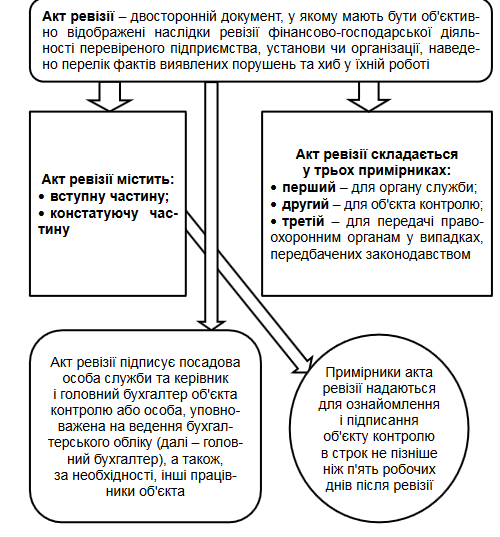 Акт ревізії – двосторонній документ, у якому мають бути об'єктив-
но відображені наслідки ревізії фінансово-господарської діяль-
ності перевіреного підприємства, установи чи організації, наведе-
но перелік фактів виявлених порушень та хиб у їхній роботі
Акт ревізії містить:
• вступну частину;
• констатуючу час-
тину
Акт ревізії складається
у трьох примірниках:
• перший – для органу служби;
• другий – для об'єкта контролю;
• третій – для передачі право-
охоронним органам у випадках,
передбачених законодавством
Акт ревізії підписує посадова
особа служби та керівник
і головний бухгалтер об'єкта
контролю або особа, уповно-
важена на ведення бухгал-
терського обліку (далі – голов-
ний бухгалтер), а також,
за необхідності, інші праців-
ники об'єкта
Примірники акта
ревізії надаються
для ознайомлення
і підписання
об'єкту контролю
в строк не пізніше
ніж п'ять робочих
днів після ревізії